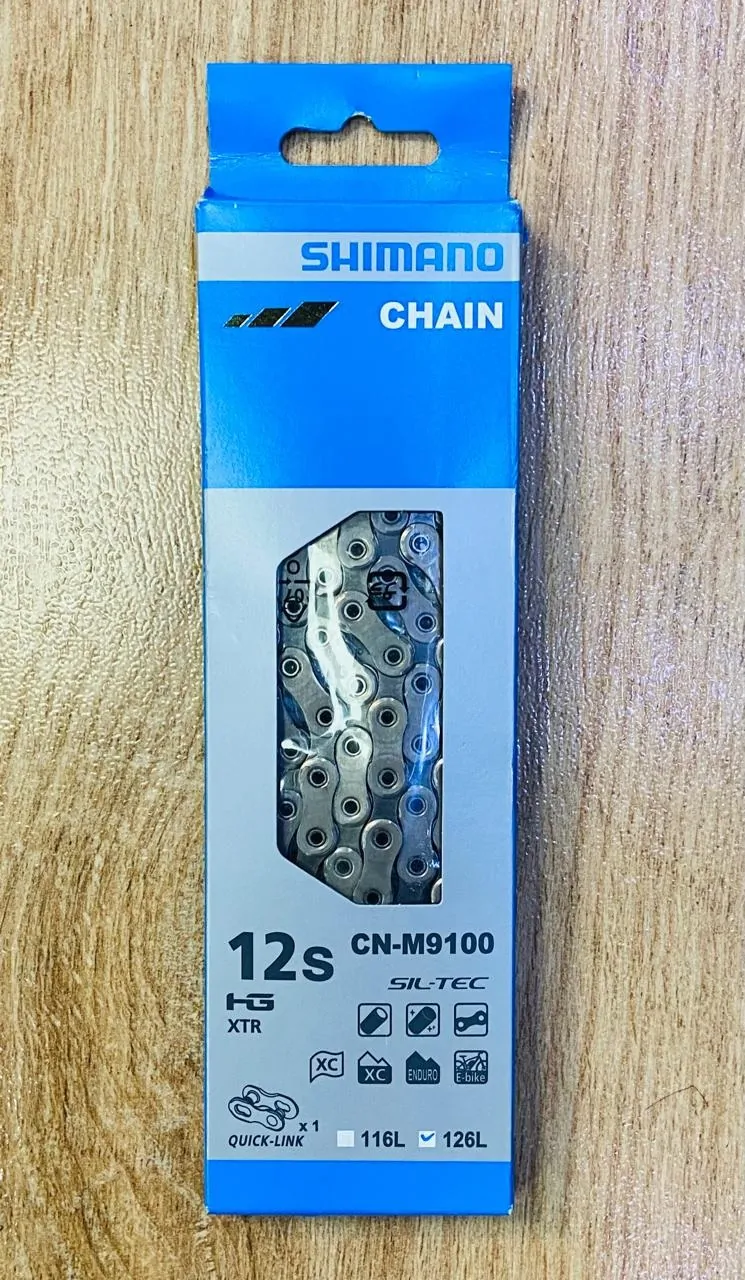 SHIMANO
CHAIN
12s CN-M9100
HG SIL-TEC
XTR
XC XC ENDURO E-bike
x 1
QUICK-LINK 116L 126L